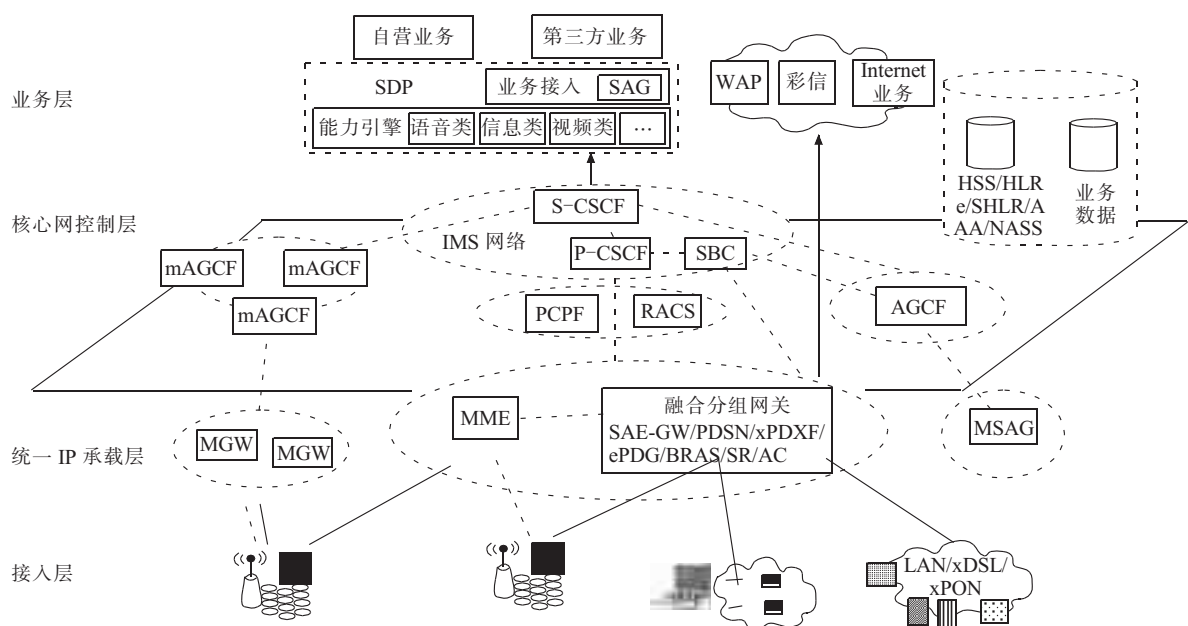 自营业务
第三方业务
业务层
SDP
业务接入
SAG
能力引擎
语音类
信息类
视频类
…
WAP
彩信
Internet
业务
HSS/HLR
e/SHLR/A
AA/NASS
业务
数据
核心网控制层
S-CSCF
IMS 网络
P-CSCF
SBC
mAGCF
mAGCF
mAGCF
PCPF
RACS
AGCF
统一 IP 承载层
MGW
MGW
MME
融合分组网关
SAE-GW/PDSN/xPDXF/
ePDG/BRAS/SR/AC
MSAG
接入层
LAN/xDSL/
xPON